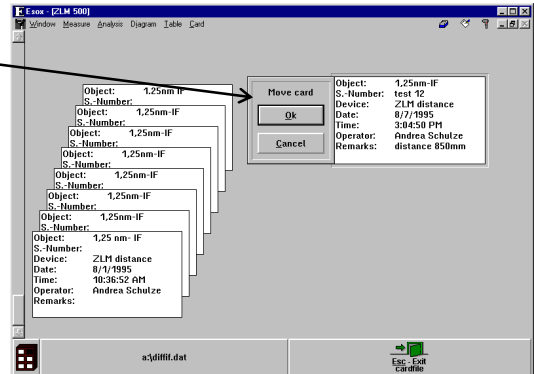 Esox - [ZLM 500]
Window Measure Analysis Djagram Table Card
Object: 1.25nm IF
S.-Number:
Object: 1,25nm-IF
S.-Number:
Object: 1,25nm-IF
S.-Number:
Object: 1,25nm-IF
S.-Number:
Object: 1,25nm-IF
S.-Number:
Object: 1,25nm- IF
S.-Number:
Object: 1,25nm- IF
S.-Number:
Object: 1,25 nm- IF
S.-Number:
Device: ZLM distance
Date: 8/1/1995
Time: 10:36:52 AM
Operator: Andrea Schulze
Remarks:
Move card
Ok
Cancel
Object: 1,25nm-IF
S.-Number: test 12
Device: ZLM distance
Date: 8/7/1995
Time: 3:04:50 PM
Operator: Andrea Schulze
Remarks: distance 850mm
a:\diffif.dat
Esc - Exit
cardfile